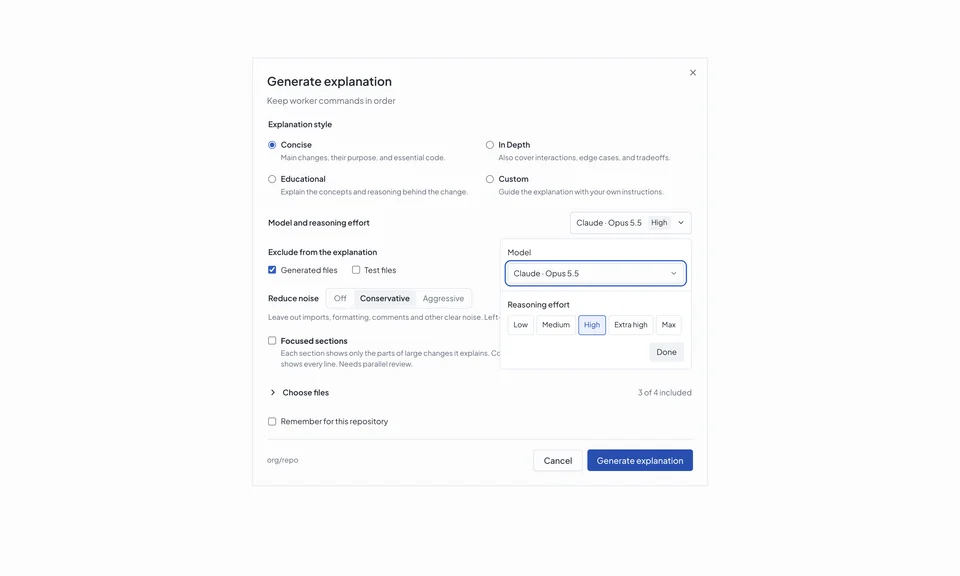 Generate explanation
Keep worker commands in order
Explanation style
Concise
Main changes, their purpose, and essential code.
In Depth
Also cover interactions, edge cases, and tradeoffs.
Educational
Explain the concepts and reasoning behind the change.
Custom
Guide the explanation with your own instructions.
Model and reasoning effort
Claude · Opus 5.5 High
Exclude from the explanation
Generated files
Test files
Reduce noise
Off Conservative Aggressive
Leave out imports, formatting, comments and other clear noise. Left-
Focused sections
Each section shows only the parts of large changes it explains.
shows every line. Needs parallel review.
Model
Claude · Opus 5.5
Reasoning effort
Low Medium High Extra high Max
Done
Choose files
3 of 4 included
Remember for this repository
org/repo
Cancel
Generate explanation